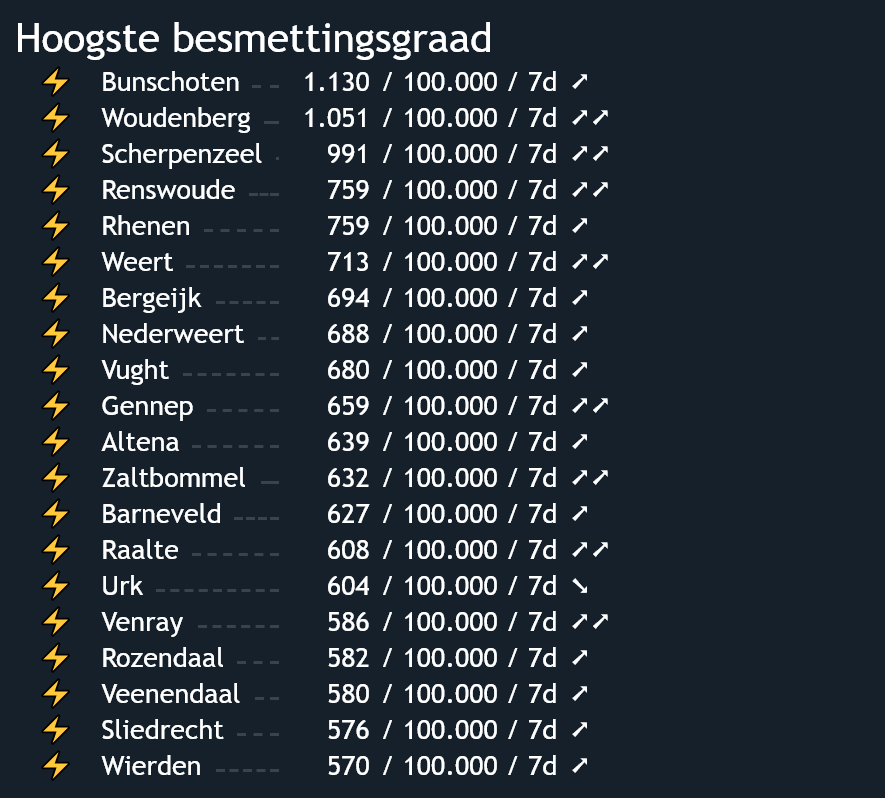 Hoogste besmettingsgraad
⚡ Bunschoten -- 1.130 / 100.000 / 7d ➚
⚡ Woudenberg -- 1.051 / 100.000 / 7d ➚➚
⚡ Scherpenzeel - 991 / 100.000 / 7d ➚➚
⚡ Renswoude --- 759 / 100.000 / 7d ➚➚
⚡ Rhenen ----- 759 / 100.000 / 7d ➚
⚡ Weert ------- 713 / 100.000 / 7d ➚➚
⚡ Bergeijk ----- 694 / 100.000 / 7d ➚
⚡ Nederweert -- 688 / 100.000 / 7d ➚
⚡ Vught ------- 680 / 100.000 / 7d ➚
⚡ Gennep ----- 659 / 100.000 / 7d ➚➚
⚡ Altena ------ 639 / 100.000 / 7d ➚
⚡ Zaltbommel -- 632 / 100.000 / 7d ➚➚
⚡ Barneveld ---- 627 / 100.000 / 7d ➚
⚡ Raalte ------ 608 / 100.000 / 7d ➚➚
⚡ Urk --------- 604 / 100.000 / 7d ➘
⚡ Venray ------ 586 / 100.000 / 7d ➚➚
⚡ Rozendaal --- 582 / 100.000 / 7d ➚
⚡ Veenendaal -- 580 / 100.000 / 7d ➚
⚡ Sliedrecht --- 576 / 100.000 / 7d ➚
⚡ Wierden ----- 570 / 100.000 / 7d ➚